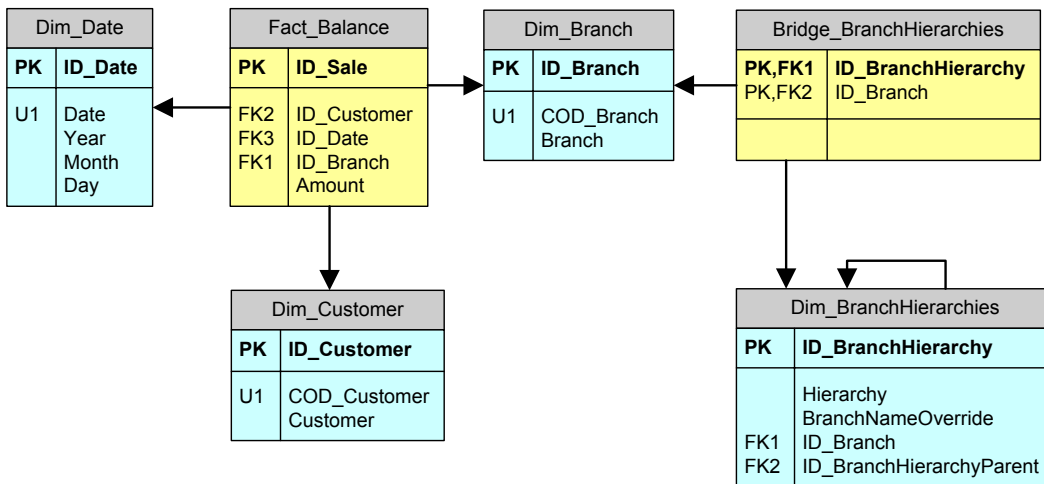 Dim_Date
PK ID_Date
U1 Date
Year
Month
Day
Fact_Balance
PK ID_Sale
FK2 ID_Customer
FK3 ID_Date
FK1 ID_Branch
Amount
Dim_Branch
PK ID_Branch
U1 COD_Branch
Branch
Bridge_BranchHierarchies
PK,FK1 ID_BranchHierarchy
PK,FK2 ID_Branch
Dim_Customer
PK ID_Customer
U1 COD_Customer
Customer
Dim_BranchHierarchies
PK ID_BranchHierarchy
Hierarchy
BranchNameOverride
FK1 ID_Branch
FK2 ID_BranchHierarchyParent